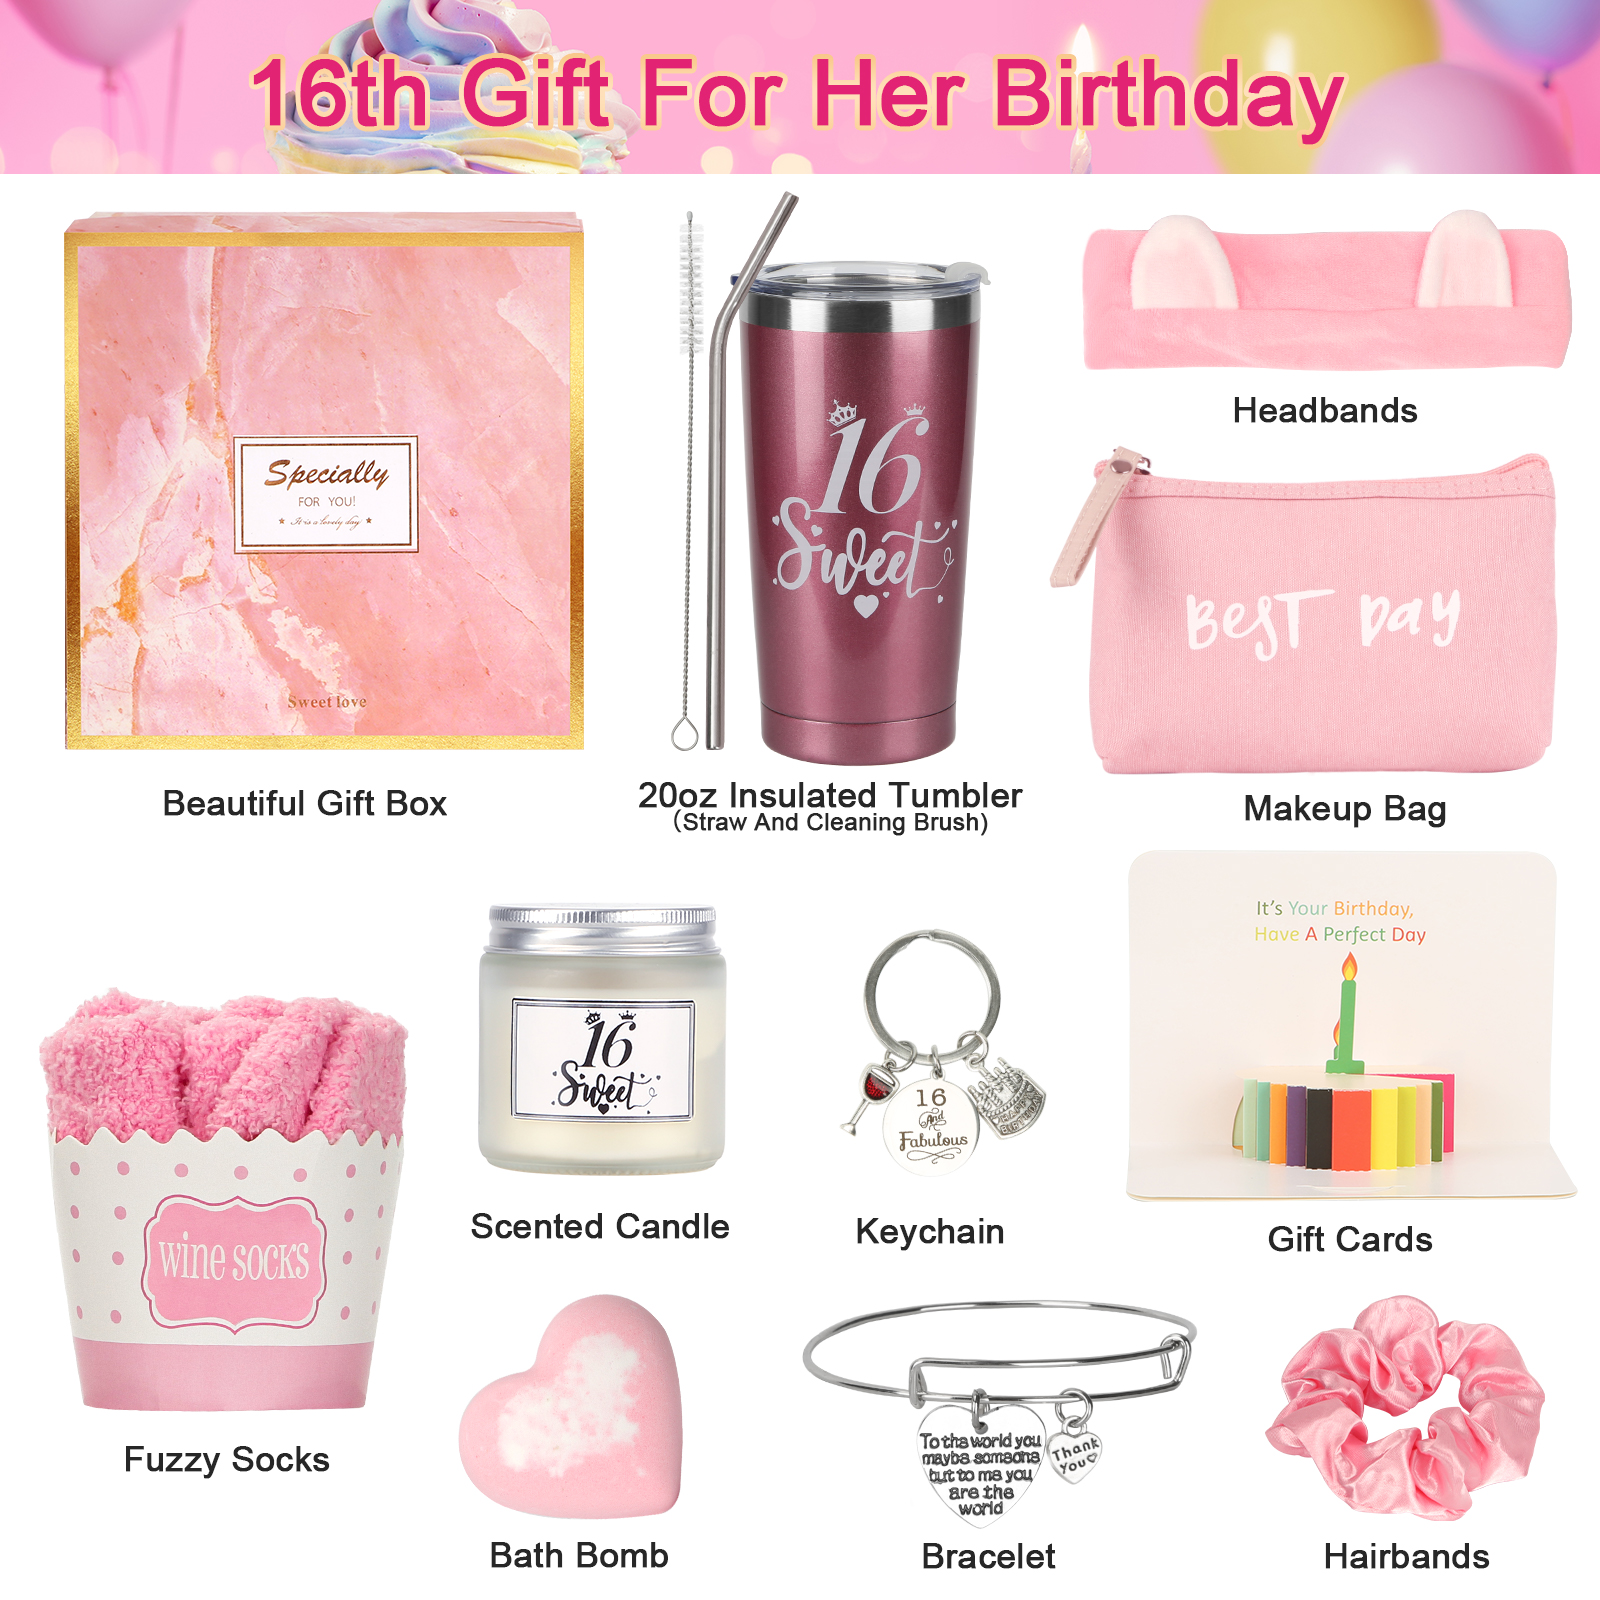 16th Gift For Her Birthday
Specially
FOR YOU!
It is a lovely day
Sweet love
Beautiful Gift Box
16
Sweet
20oz Insulated Tumbler
(Straw And Cleaning Brush)
Headbands
BEST DAY
Makeup Bag
wine socks
Fuzzy Socks
16
Sweet
Scented Candle
16
And
Fabulous
HAPPY
BIRTHDAY
Keychain
It's Your Birthday,
Have A Perfect Day
Gift Cards
Bath Bomb
To the world you
maybe someone
but to me you
are the
world
Thank
You
Bracelet
Hairbands